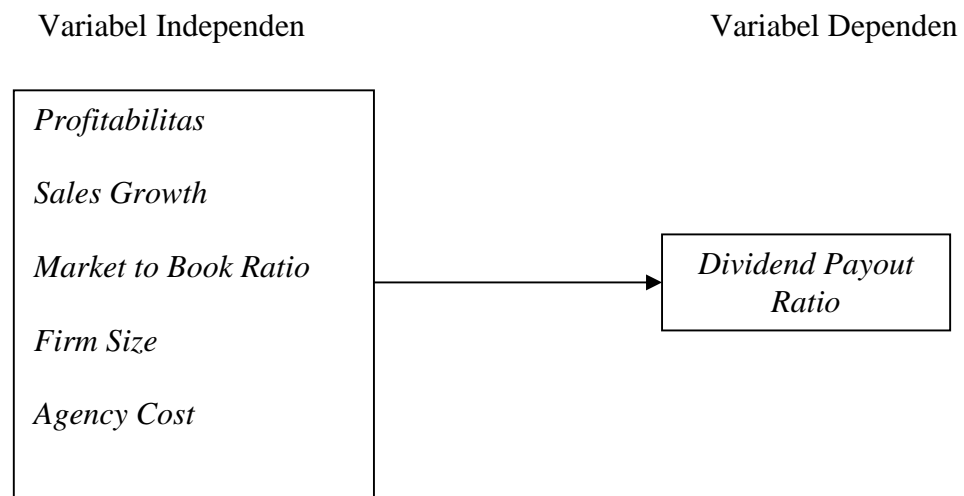 Variabel Independen
Variabel Dependen
Profitabilitas
Sales Growth
Market to Book Ratio
Firm Size
Agency Cost
Dividend Payout
Ratio